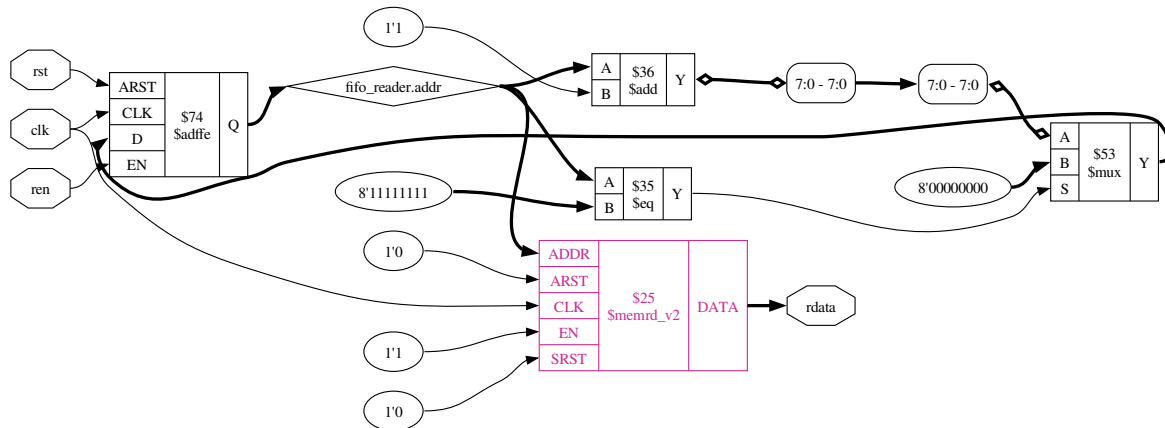 rst
clk
ren
ARST
CLK
D
EN
$74
$adffe
Q
fifo_reader.addr
1'1
A
B
$36
$add
Y
7:0 - 7:0
7:0 - 7:0
8'11111111
A
B
$35
$eq
Y
8'00000000
A
B
S
$53
$mux
Y
1'0
1'1
1'0
ADDR
ARST
CLK
EN
SRST
$25
$memrd_v2
DATA
rdata